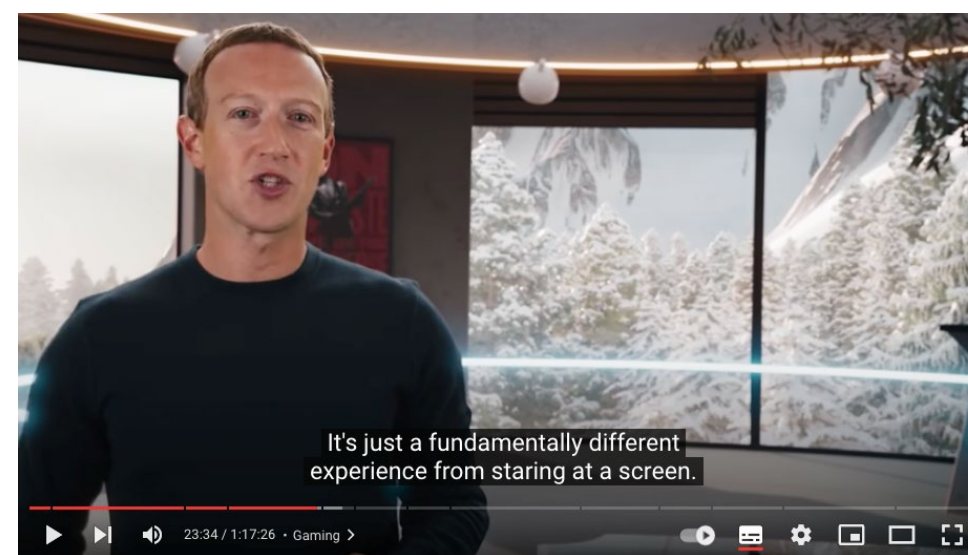 It's just a fundamentally different
experience from staring at a screen.
23:34 / 1:17:26 • Gaming >